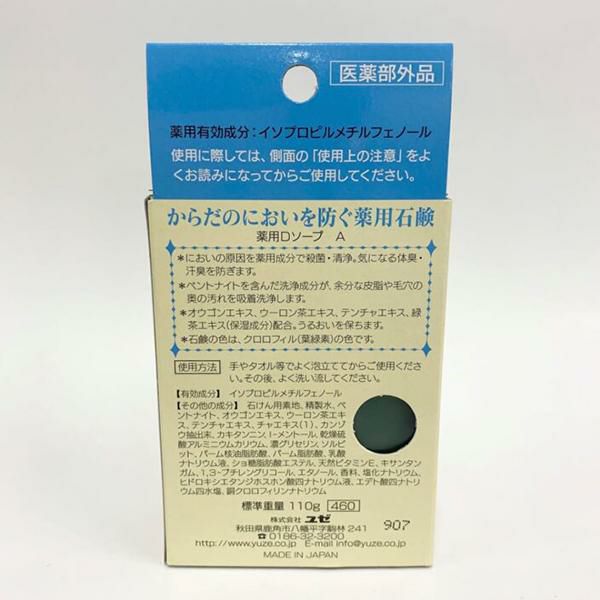 医薬部外品
薬用有効成分：イソプロピルメチルフェノール
使用に際しては、側面の「使用上の注意」をよ
くお読みになってからご使用してください。
からだのにおいを防ぐ薬用石鹸
薬用Dソープ A
＊においの原因を薬用成分で殺菌・清浄。気になる体臭・
汗臭を防ぎます。
＊ベントナイトを含んだ洗浄成分が、余分な皮脂や毛穴の
奥の汚れを吸着洗浄します。
＊オウゴンエキス、ウーロン茶エキス、テンチャエキス、緑
茶エキス(保湿成分)配合。うるおいを保ちます。
＊石鹸の色は、クロロフィル(葉緑素)の色です。
使用方法 手やタオル等でよく泡立ててからご使用くださ
い。その後、よく洗い流してください。
【有効成分】 イソプロピルメチルフェノール
【その他の成分】 石けん用素地、精製水、ベ
ントナイト、オウゴンエキス、ウーロン茶エキ
ス、テンチャエキス、チャエキス(1)、カンゾ
ウ抽出末、カキタンニン、l-メントール、乾燥硫
酸アルミニウムカリウム、濃グリセリン、ソルビ
ット、パーム核油脂肪酸、パーム脂肪酸、乳酸
ナトリウム液、ショ糖脂肪酸エステル、天然ビタミンE、キサンタン
ガム、1,3-ブチレングリコール、エタノール、香料、塩化ナトリウム、
ヒドロキシエタンジホスホン酸四ナトリウム液、エデト酸四ナトリ
ウム四水塩、銅クロロフィリンナトリウム
標準重量 110g 460
株式会社 ユゼ
秋田県鹿角市八幡平字駒林241
☎0186-32-3200
http://www.yuze.co.jp E-mail info@yuze.co.jp
MADE IN JAPAN
907